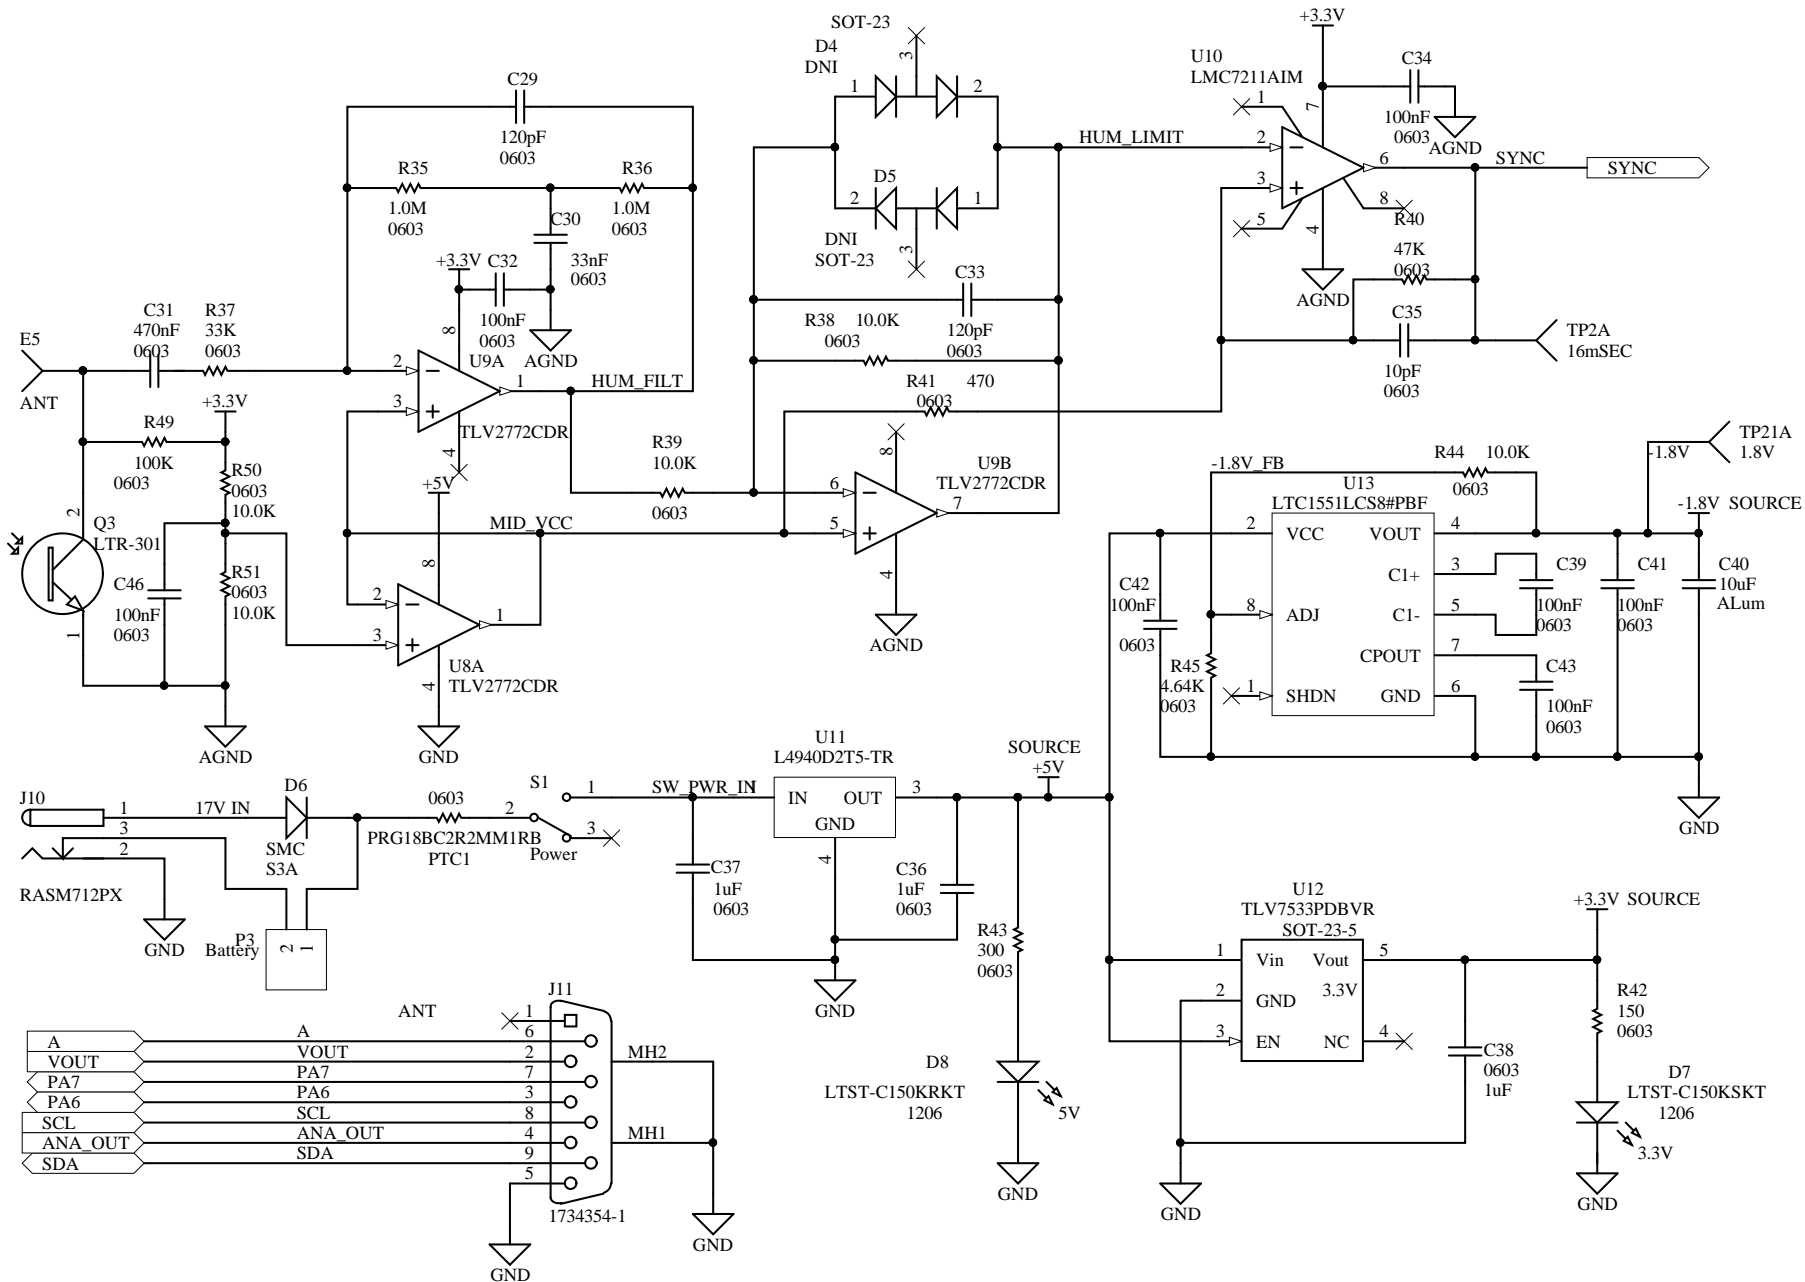 SOT-23
D4
DNI
3
1
2
D5
2
1
DNI
SOT-23
3
C29
120pF
0603
R35
1.0M
0603
R36
1.0M
0603
C30
33nF
0603
+3.3V
C32
100nF
0603
AGND
8
U9A
2
3
1
HUM_FILT
TLV2772CDR
4
E5
ANT
C31
470nF
0603
R37
33K
0603
+3.3V
R49
100K
0603
R50
0603
10.0K
R51
0603
10.0K
2
Q3
LTR-301
1
C46
100nF
0603
AGND
+5V
8
MID_VCC
2
3
1
U8A
TLV2772CDR
4
GND
R39
10.0K
0603
C33
120pF
0603
R38
0603
10.0K
R41
0603
470
8
U9B
TLV2772CDR
6
5
7
4
AGND
HUM_LIMIT
+3.3V
U10
LMC7211AIM
1
7
2
3
5
4
6
8
AGND
C34
100nF
0603
AGND
SYNC
SYNC
R40
47K
0603
C35
10pF
0603
TP2A
16mSEC
TP21A
1.8V
-1.8V
-1.8V_FB
R44
10.0K
0603
U13
LTC1551LCS8#PBF
-1.8V SOURCE
2
VCC
VOUT
4
C1+
3
8
ADJ
C1-
5
CPOUT
7
1
SHDN
GND
6
C42
100nF
0603
R45
4.64K
0603
C39
100nF
0603
C41
100nF
0603
C40
10uF
ALum
C43
100nF
0603
GND
J10
1
3
2
RASM712PX
17V IN
D6
SMC
S3A
GND
P3
Battery
2
1
0603
PRG18BC2R2MM1RB
PTC1
S1
1
2
3
Power
SW_PWR_IN
1
U11
L4940D2T5-TR
IN
OUT
GND
3
4
C37
1uF
0603
C36
1uF
0603
GND
SOURCE
+5V
R43
300
0603
D8
LTST-C150KRKT
1206
5V
GND
U12
TLV7533PDBVR
SOT-23-5
1
Vin
Vout
5
2
GND
3.3V
3
EN
NC
4
GND
C38
0603
1uF
+3.3V SOURCE
R42
150
0603
D7
LTST-C150KSKT
1206
3.3V
GND
J11
ANT
1
A
A
6
VOUT
VOUT
2
PA7
PA7
7
PA6
PA6
3
SCL
SCL
8
ANA_OUT
ANA_OUT
4
SDA
SDA
9
5
MH2
MH1
1734354-1
GND
GND